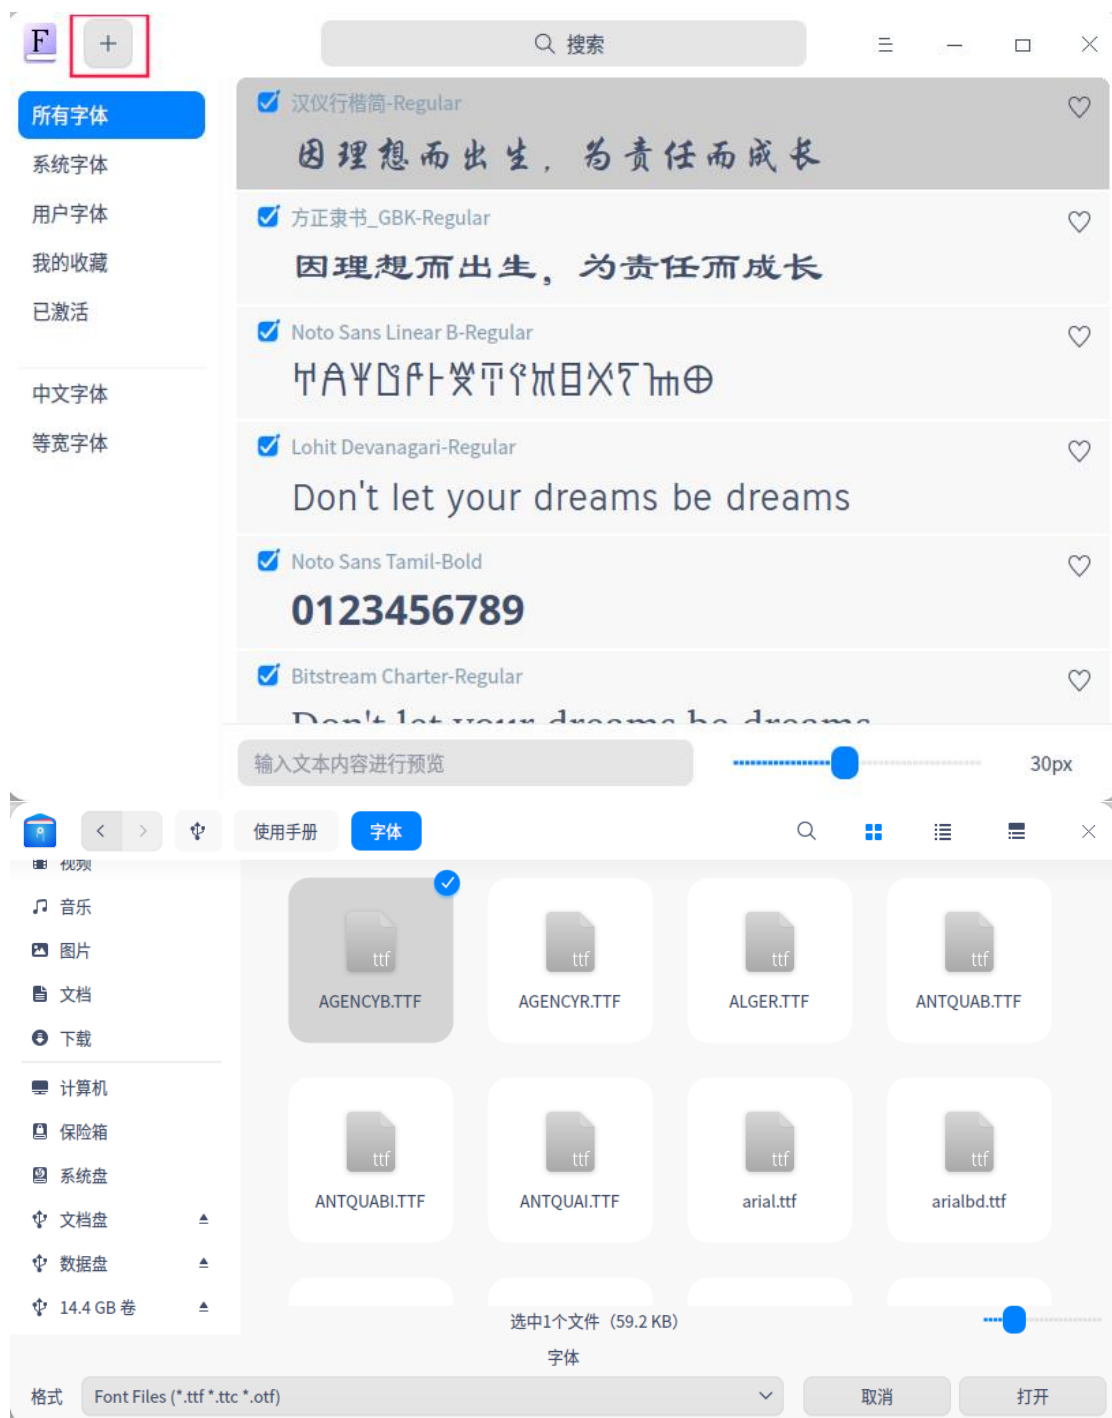 F
搜索
所有字体
系统字体
用户字体
我的收藏
已激活
中文字体
等宽字体
汉仪行楷简-Regular
因理想而出生，为责任而成长
方正隶书_GBK-Regular
因理想而出生，为责任而成长
Noto Sans Linear B-Regular
Lohit Devanagari-Regular
Don't let your dreams be dreams
Noto Sans Tamil-Bold
0123456789
Bitstream Charter-Regular
Don't let your dreams be dreams
输入文本内容进行预览
30px
使用手册
字体
视频
音乐
图片
文档
下载
计算机
保险箱
系统盘
文档盘
数据盘
14.4 GB 卷
ttf ttf ttf ttf
AGENCYB.TTF AGENCYR.TTF ALGER.TTF ANTQUAB.TTF
ttf ttf ttf ttf
ANTQUABI.TTF ANTQUAI.TTF arial.ttf arialbd.ttf
选中1个文件（59.2 KB）
字体
格式 Font Files (*.ttf *.ttc *.otf)
取消 打开